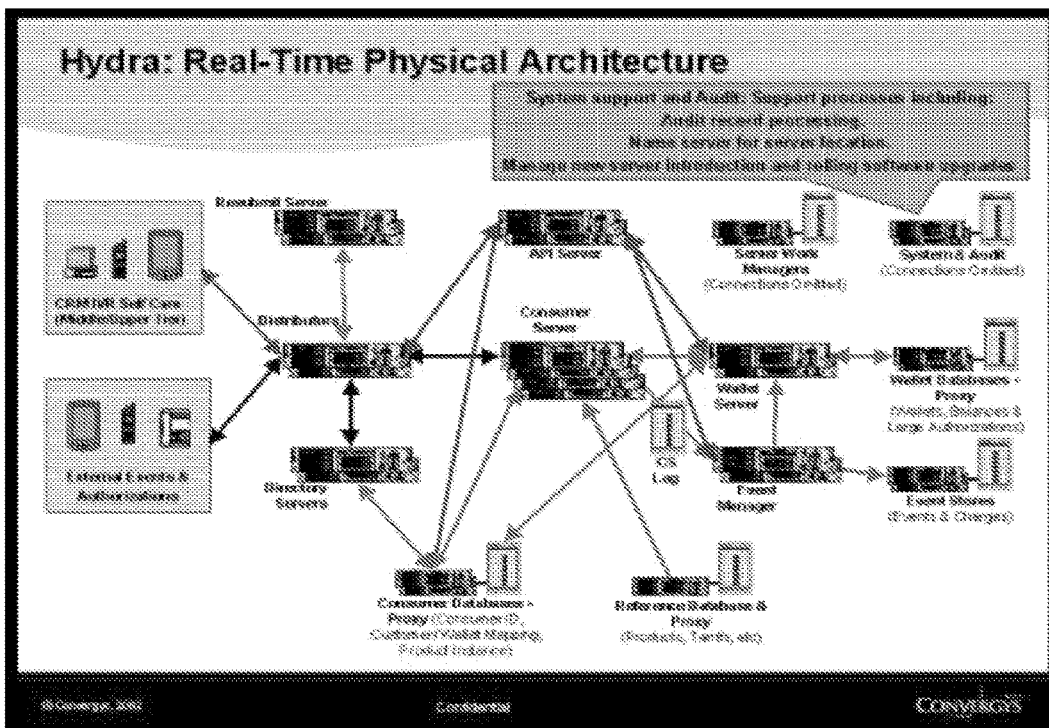 Hydra: Real-Time Physical Architecture
System support and Audit: Support processes including:
Audit record processing.
Name server for server location.
Manage new server introduction and rolling software upgrades
Resubmit Server
API Server
Server Work
Managers
(Connections Omitted)
System & Audit
(Connections Omitted)
CRM IVR Self Care
(Middle/Upper Tier)
Distributors
Consumer
Server
Wallet
Server
Wallet Databases +
Proxy (Wallets, Balances &
Large Authorizations)
External Events &
Authorizations
Directory
Servers
CS
Log
Event
Manager
Event Stores
(Events & Charges)
Consumer Databases +
Proxy (Consumer ID,
Customer/Wallet Mapping,
Product Instance)
Reference Database &
Proxy
(Products, Tariffs, etc)
Confidential
CONVERGYS